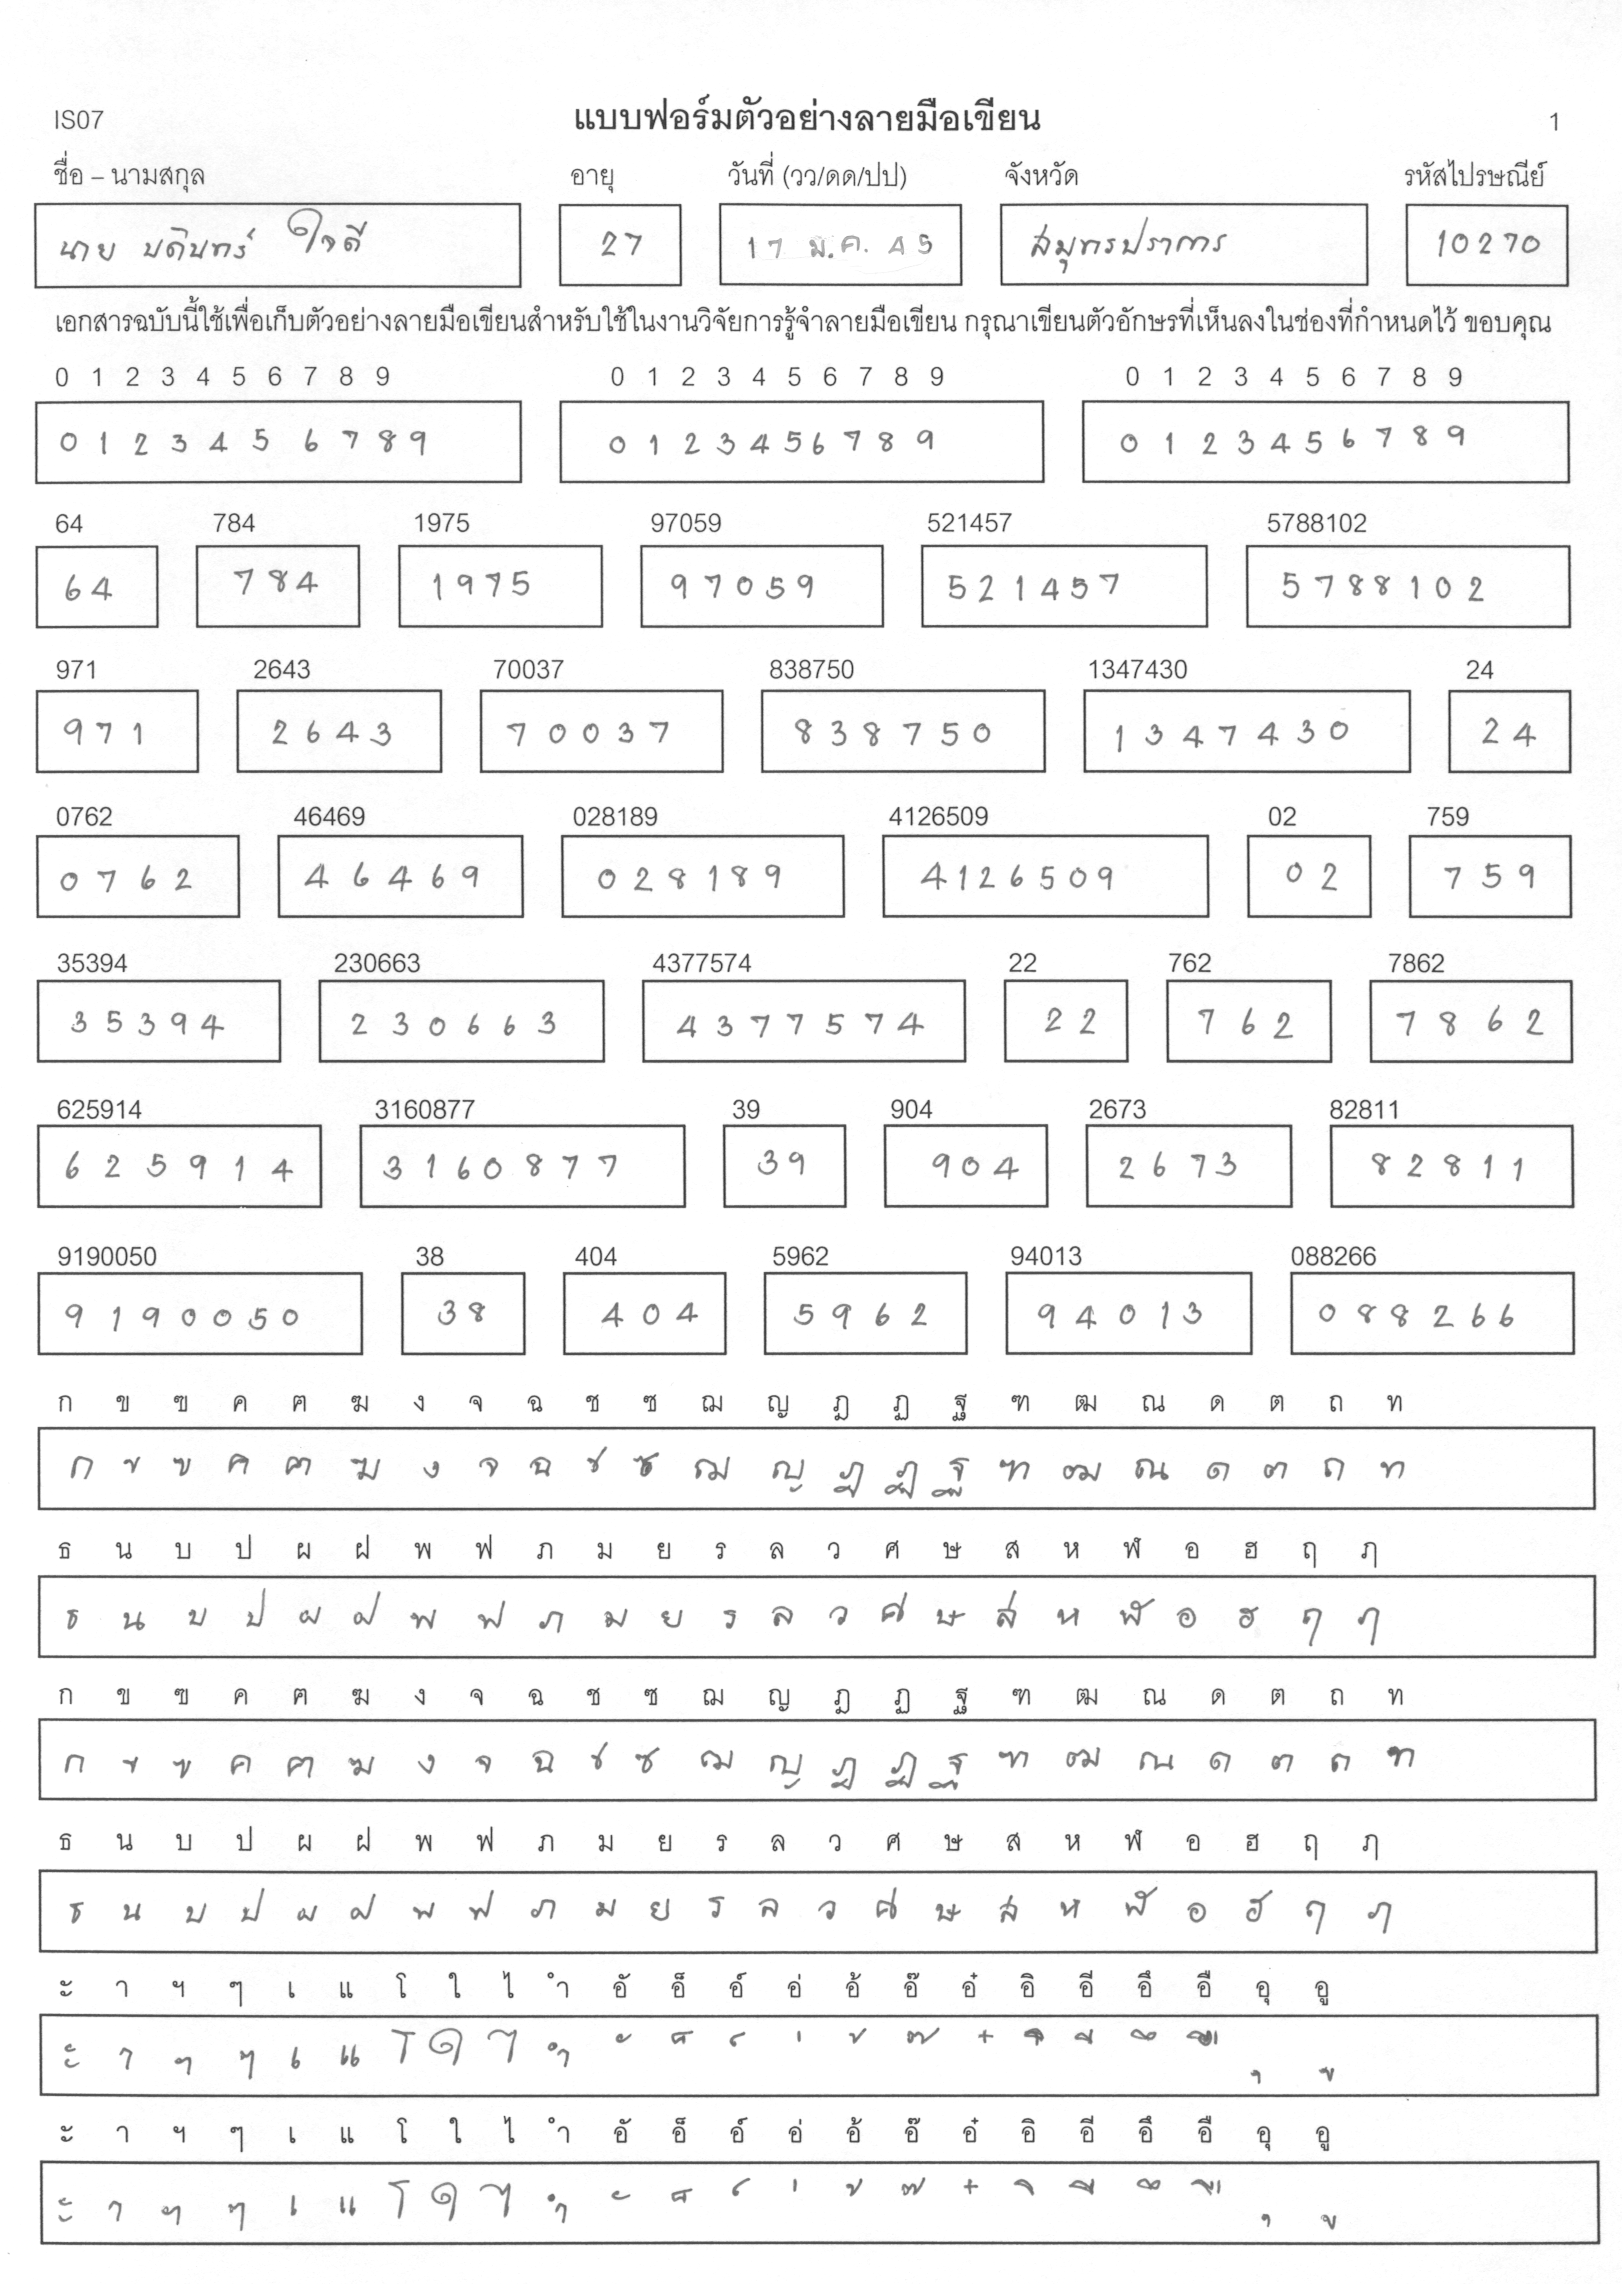 IS07 แบบฟอร์มตัวอย่างลายมือเขียน 1
ชื่อ – นามสกุล อายุ วันที่ (วว/ดด/ปป) จังหวัด รหัสไปรษณีย์
นาย บดินทร์ ใจดี 27 17 มี.ค. 45 สมุทรปราการ 10270
เอกสารฉบับนี้ใช้เพื่อเก็บตัวอย่างลายมือเขียนสำหรับใช้ในงานวิจัยการรู้จำลายมือเขียน กรุณาเขียนตัวอักษรที่เห็นลงในช่องที่กำหนดไว้ ขอบคุณ
0 1 2 3 4 5 6 7 8 9 0 1 2 3 4 5 6 7 8 9 0 1 2 3 4 5 6 7 8 9
0 1 2 3 4 5 6 7 8 9 0 1 2 3 4 5 6 7 8 9 0 1 2 3 4 5 6 7 8 9
64 784 1975 97059 521457 5788102
64 784 1975 97059 521457 5788102
971 2643 70037 838750 1347430 24
971 2643 70037 838750 1347430 24
0762 46469 028189 4126509 02 759
0762 46469 028189 4126509 02 759
35394 230663 4377574 22 762 7862
35394 230663 4377574 22 762 7862
625914 3160877 39 904 2673 82811
625914 3160877 39 904 2673 82811
9190050 38 404 5962 94013 088266
9190050 38 404 5962 94013 088266
ก ข ฃ ค ฅ ฆ ง จ ฉ ช ซ ฌ ญ ฎ ฏ ฐ ฑ ฒ ณ ด ต ถ ท
ก ข ฃ ค ฅ ฆ ง จ ฉ ช ซ ฌ ญ ฎ ฏ ฐ ฑ ฒ ณ ด ต ถ ท
ธ น บ ป ผ ฝ พ ฟ ภ ม ย ร ล ว ศ ษ ส ห ฬ อ ฮ ฤ ฦ
ธ น บ ป ผ ฝ พ ฟ ภ ม ย ร ล ว ศ ษ ส ห ฬ อ ฮ ฤ ฦ
ก ข ฃ ค ฅ ฆ ง จ ฉ ช ซ ฌ ญ ฎ ฏ ฐ ฑ ฒ ณ ด ต ถ ท
ก ข ฃ ค ฅ ฆ ง จ ฉ ช ซ ฌ ญ ฎ ฏ ฐ ฑ ฒ ณ ด ต ถ ท
ธ น บ ป ผ ฝ พ ฟ ภ ม ย ร ล ว ศ ษ ส ห ฬ อ ฮ ฤ ฦ
ธ น บ ป ผ ฝ พ ฟ ภ ม ย ร ล ว ศ ษ ส ห ฬ อ ฮ ฤ ฦ
ะ า ฯ ๆ เ แ โ ใ ไ ำ อั อ็ อ์ อ่ อ้ อ๊ อ๋ อิ อี อึ อื อุ อู
ะ า ฯ ๆ เ แ โ ใ ไ ำ ั ็ ์ ่ ้ ๊ ๋ ิ ี ึ ื ุ ู
ะ า ฯ ๆ เ แ โ ใ ไ ำ อั อ็ อ์ อ่ อ้ อ๊ อ๋ อิ อี อึ อื อุ อู
ะ า ฯ ๆ เ แ โ ใ ไ ำ ั ็ ์ ่ ้ ๊ ๋ ิ ี ึ ื ุ ู